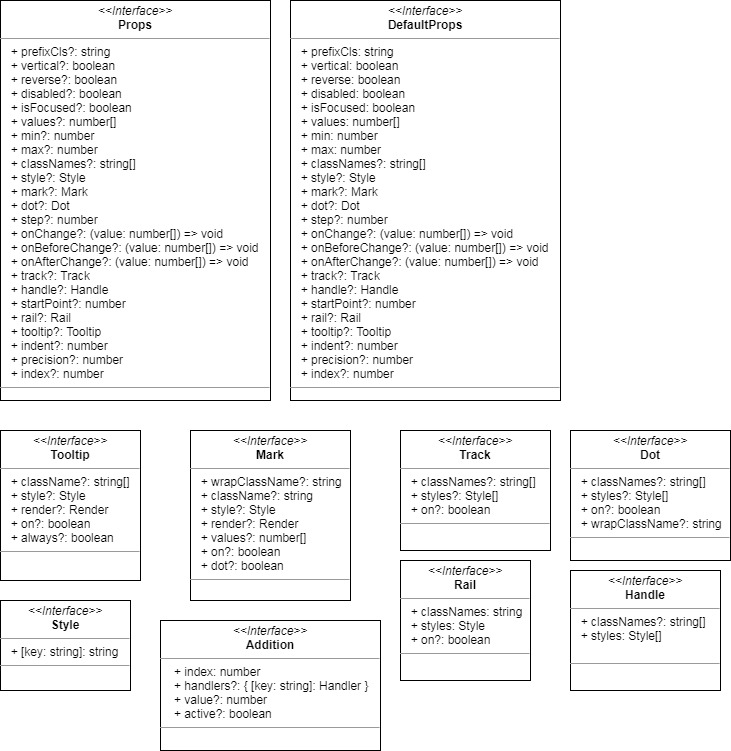 <<Interface>>
Props
+ prefixCls?: string
+ vertical?: boolean
+ reverse?: boolean
+ disabled?: boolean
+ isFocused?: boolean
+ values?: number[]
+ min?: number
+ max?: number
+ classNames?: string[]
+ style?: Style
+ mark?: Mark
+ dot?: Dot
+ step?: number
+ onChange?: (value: number[]) => void
+ onBeforeChange?: (value: number[]) => void
+ onAfterChange?: (value: number[]) => void
+ track?: Track
+ handle?: Handle
+ startPoint?: number
+ rail?: Rail
+ tooltip?: Tooltip
+ indent?: number
+ precision?: number
+ index?: number
<<Interface>>
DefaultProps
+ prefixCls: string
+ vertical: boolean
+ reverse: boolean
+ disabled: boolean
+ isFocused: boolean
+ values: number[]
+ min: number
+ max: number
+ classNames?: string[]
+ style?: Style
+ mark?: Mark
+ dot?: Dot
+ step?: number
+ onChange?: (value: number[]) => void
+ onBeforeChange?: (value: number[]) => void
+ onAfterChange?: (value: number[]) => void
+ track?: Track
+ handle?: Handle
+ startPoint?: number
+ rail?: Rail
+ tooltip?: Tooltip
+ indent?: number
+ precision?: number
+ index?: number
<<Interface>>
Tooltip
+ className?: string[]
+ style?: Style
+ render?: Render
+ on?: boolean
+ always?: boolean
<<Interface>>
Mark
+ wrapClassName?: string
+ className?: string
+ style?: Style
+ render?: Render
+ values?: number[]
+ on?: boolean
+ dot?: boolean
<<Interface>>
Track
+ classNames?: string[]
+ styles?: Style[]
+ on?: boolean
<<Interface>>
Dot
+ classNames?: string[]
+ styles?: Style[]
+ on?: boolean
+ wrapClassName?: string
<<Interface>>
Style
+ [key: string]: string
<<Interface>>
Addition
+ index: number
+ handlers?: { [key: string]: Handler }
+ value?: number
+ active?: boolean
<<Interface>>
Rail
+ classNames: string
+ styles: Style
+ on?: boolean
<<Interface>>
Handle
+ classNames?: string[]
+ styles: Style[]